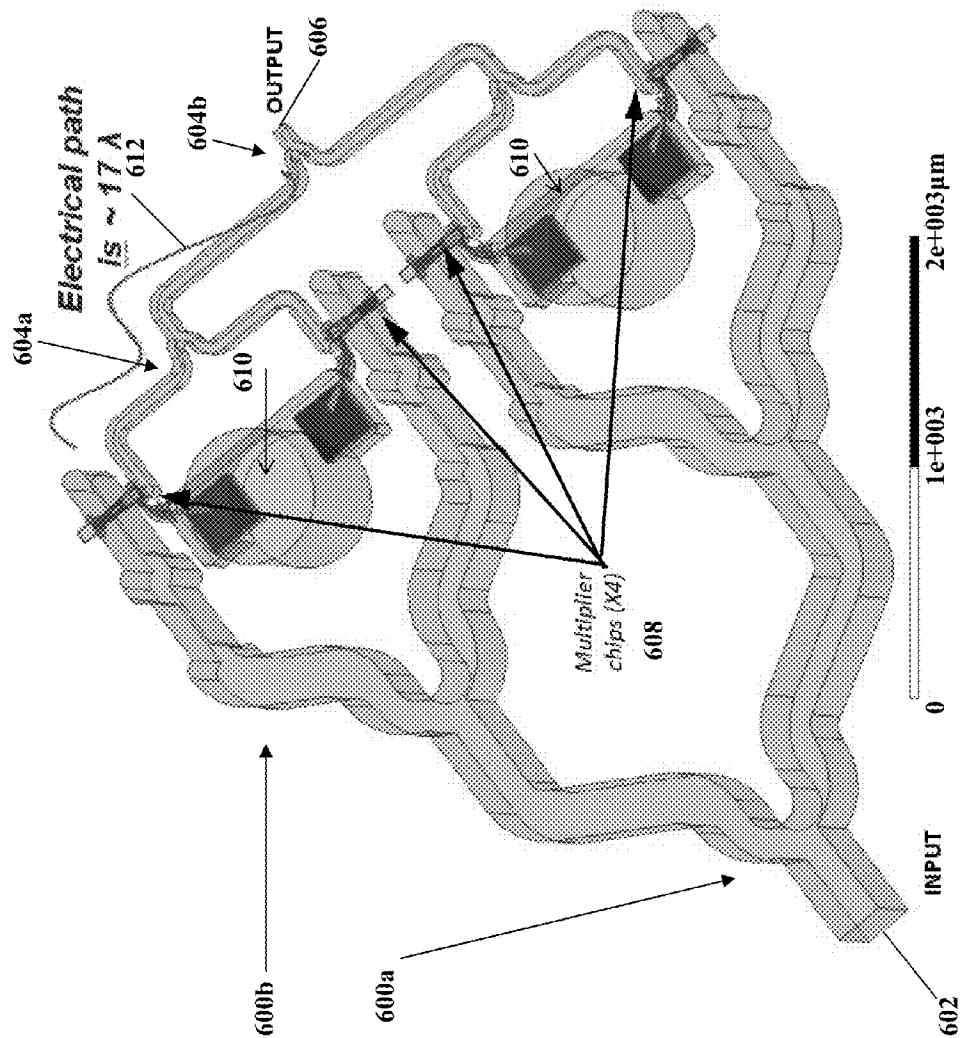 Electrical path
is ~ 17 λ
612
604a
604b
OUTPUT
606
610
610
Multiplier
chips (X4)
608
600b
600a
602
INPUT
0
1e+003
2e+003µm